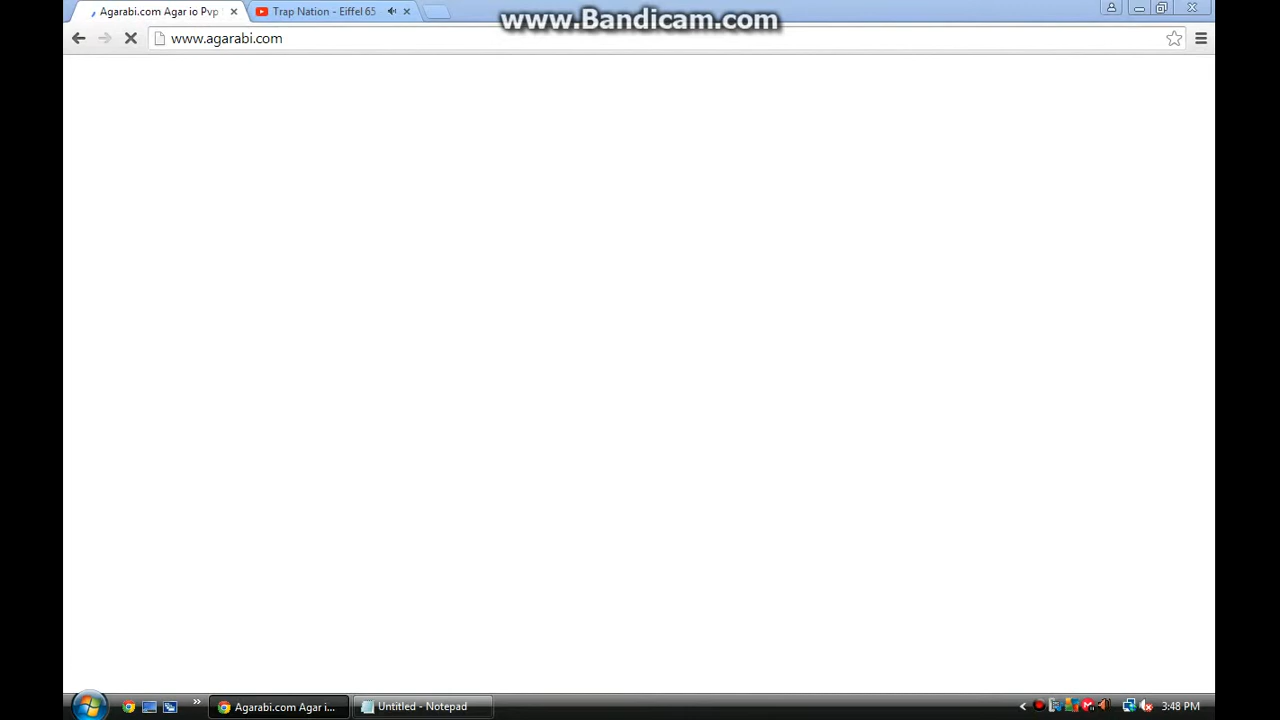 www.Bandicam.com
Agarabi.com Agar io Pvp
Trap Nation - Eiffel 65
www.agarabi.com
Agarabi.com Agar i...
Untitled - Notepad
3:48 PM